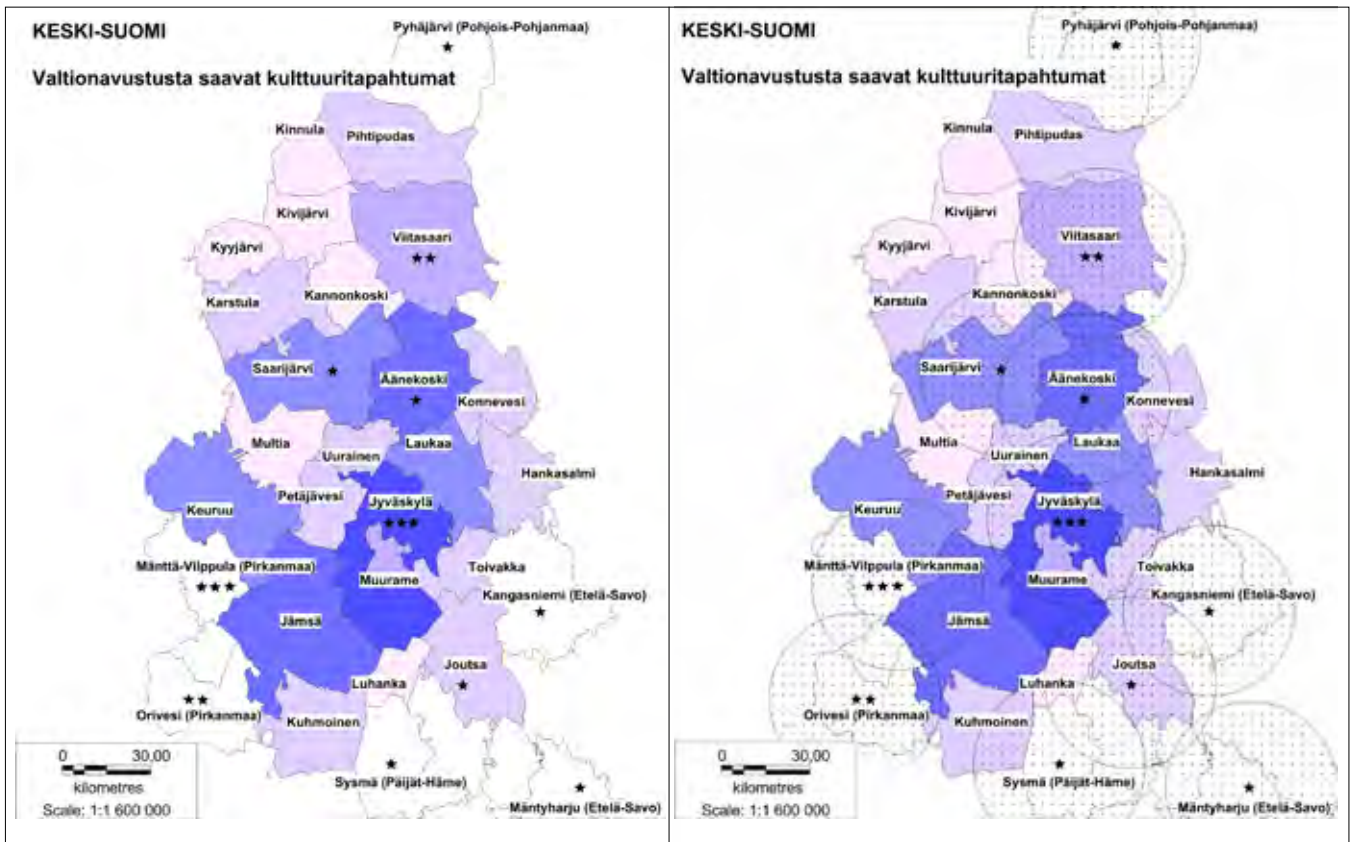 KESKI-SUOMI
Pyhäjärvi (Pohjois-Pohjanmaa)
Valtionavustusta saavat kulttuuritapahtumat
Kinnula
Pihtipudas
Kivijärvi
Viitasaari
Kyyjärvi
Kannonkoski
Karstula
Saarijärvi
Äänekoski
Konnevesi
Multia
Laukaa
Uurainen
Hankasalmi
Petäjävesi
Jyväskylä
Keuruu
Mänttä-Vilppula (Pirkanmaa)
Toivakka
Muurame
Kangasniemi (Etelä-Savo)
Jämsä
Joutsa
Luhanka
Orivesi (Pirkanmaa)
Kuhmoinen
0 30,00
kilometres
Scale: 1:1 600 000
Sysmä (Päijät-Häme)
Mäntyharju (Etelä-Savo)
KESKI-SUOMI
Pyhäjärvi (Pohjois-Pohjanmaa)
Valtionavustusta saavat kulttuuritapahtumat
Kinnula
Pihtipudas
Kivijärvi
Viitasaari
Kyyjärvi
Kannonkoski
Karstula
Saarijärvi
Äänekoski
Konnevesi
Multia
Laukaa
Uurainen
Hankasalmi
Petäjävesi
Jyväskylä
Keuruu
Mänttä-Vilppula (Pirkanmaa)
Toivakka
Muurame
Kangasniemi (Etelä-Savo)
Jämsä
Joutsa
Luhanka
Orivesi (Pirkanmaa)
Kuhmoinen
0 30,00
kilometres
Scale: 1:1 600 000
Sysmä (Päijät-Häme)
Mäntyharju (Etelä-Savo)